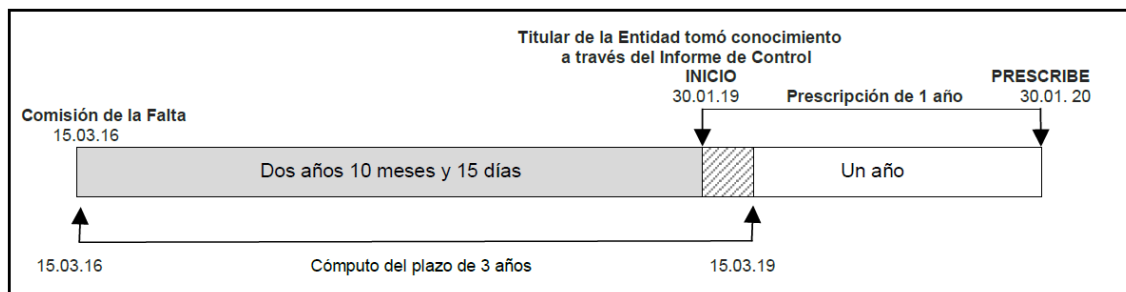 Titular de la Entidad tomó conocimiento
a través del Informe de Control
INICIO
PRESCRIBE
30.01.19
Prescripción de 1 año
30.01. 20
Comisión de la Falta
15.03.16
Dos años 10 meses y 15 días
Un año
15.03.16
Cómputo del plazo de 3 años
15.03.19